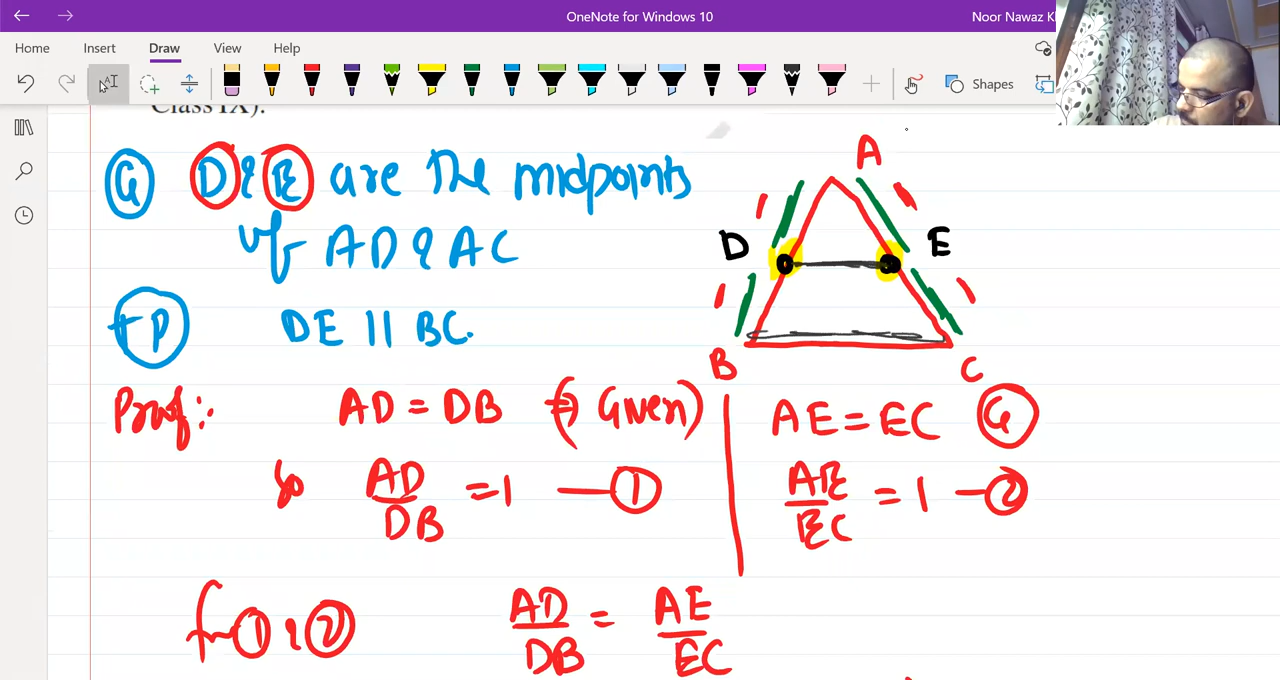 OneNote for Windows 10
Noor Nawaz Kh
Home Insert Draw View Help
Shapes
Class IX).
G D & E are the midpoints
of AD & AC
TP DE || BC.
A
D E
B C
Proof: AD = DB (Given) AE = EC G
So AD/DB = 1 — 1 AE/EC = 1 — 2
from 1 & 2 AD/DB = AE/EC